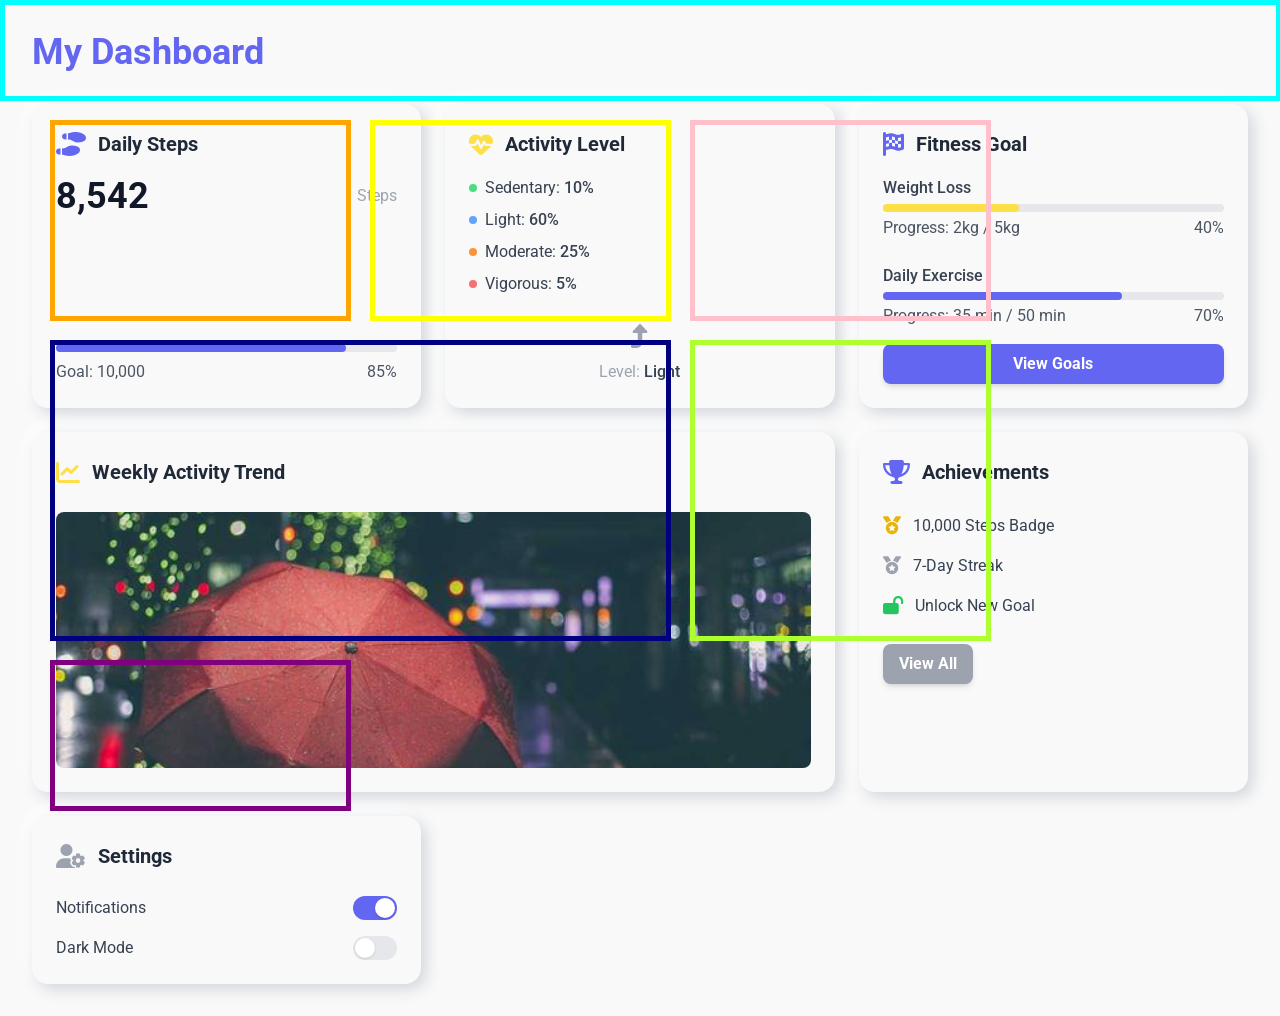 My Dashboard
Daily Steps
8,542
Steps
Goal: 10,000
85%
Activity Level
Sedentary: 10%
Light: 60%
Moderate: 25%
Vigorous: 5%
Level: Light
Fitness Goal
Weight Loss
Progress: 2kg / 5kg
40%
Daily Exercise
Progress: 35 min / 50 min
70%
View Goals
Weekly Activity Trend
Achievements
10,000 Steps Badge
7-Day Streak
Unlock New Goal
View All
Settings
Notifications
Dark Mode